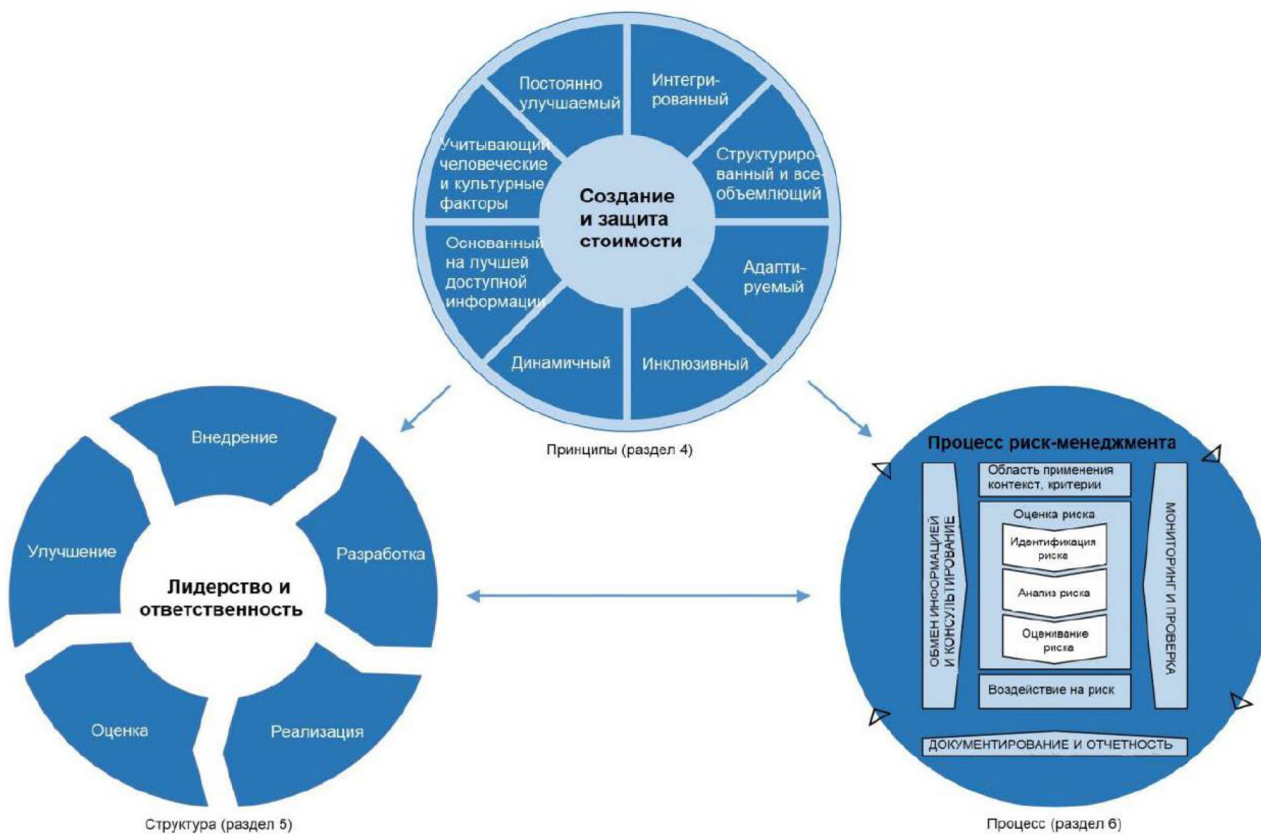 Постоянно
улучшаемый
Интегри-
рованный
Учитывающий
человеческие
и культурные
факторы
Структуриро-
ванный и все-
объемлющий
Создание
и защита
стоимости
Основанный
на лучшей
доступной
информации
Адапти-
руемый
Динамичный
Инклюзивный
Принципы (раздел 4)
Внедрение
Улучшение
Разработка
Лидерство и
ответственность
Оценка
Реализация
Структура (раздел 5)
Процесс риск-менеджмента
Область применения
контекст, критерии
ОБМЕН ИНФОРМАЦИЕЙ
И КОНСУЛЬТИРОВАНИЕ
Оценка риска
Идентификация
риска
Анализ риска
Оценивание
риска
МОНИТОРИНГ И ПРОВЕРКА
Воздействие на риск
ДОКУМЕНТИРОВАНИЕ И ОТЧЕТНОСТЬ
Процесс (раздел 6)